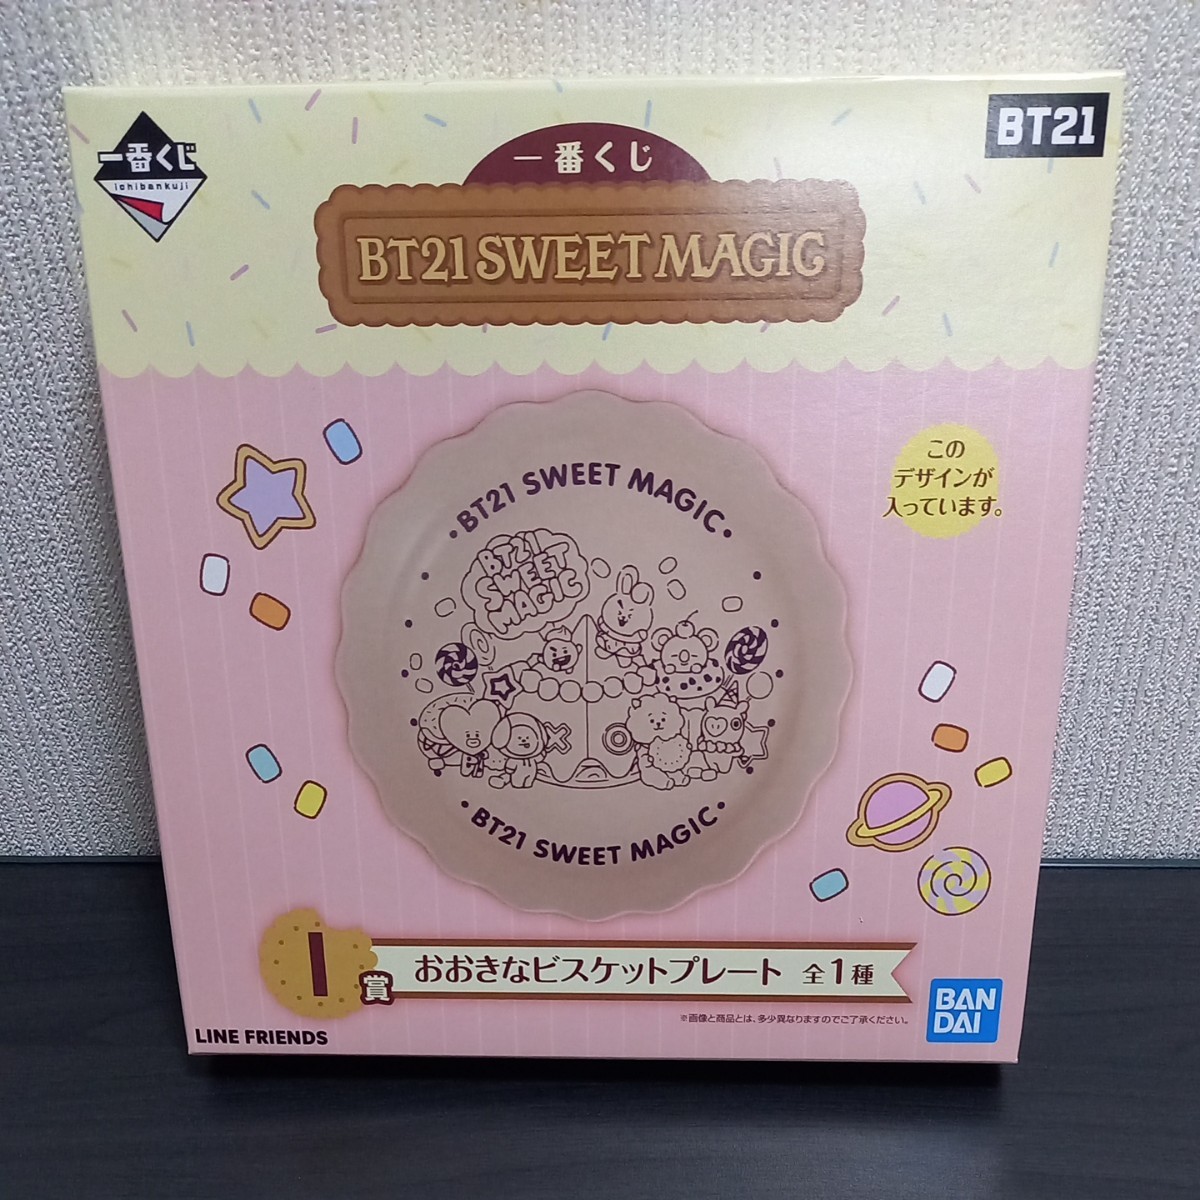 一番くじ
ichibankuji
一番くじ
BT21
BT21 SWEET MAGIC
このデザインが
入っています。
•BT21 SWEET MAGIC•
BT21
SWEET
MAGIC
•BT21 SWEET MAGIC•
I賞
おおきなビスケットプレート 全1種
※画像と商品とは、多少異なりますのでご了承ください。
LINE FRIENDS
BAN
DAI